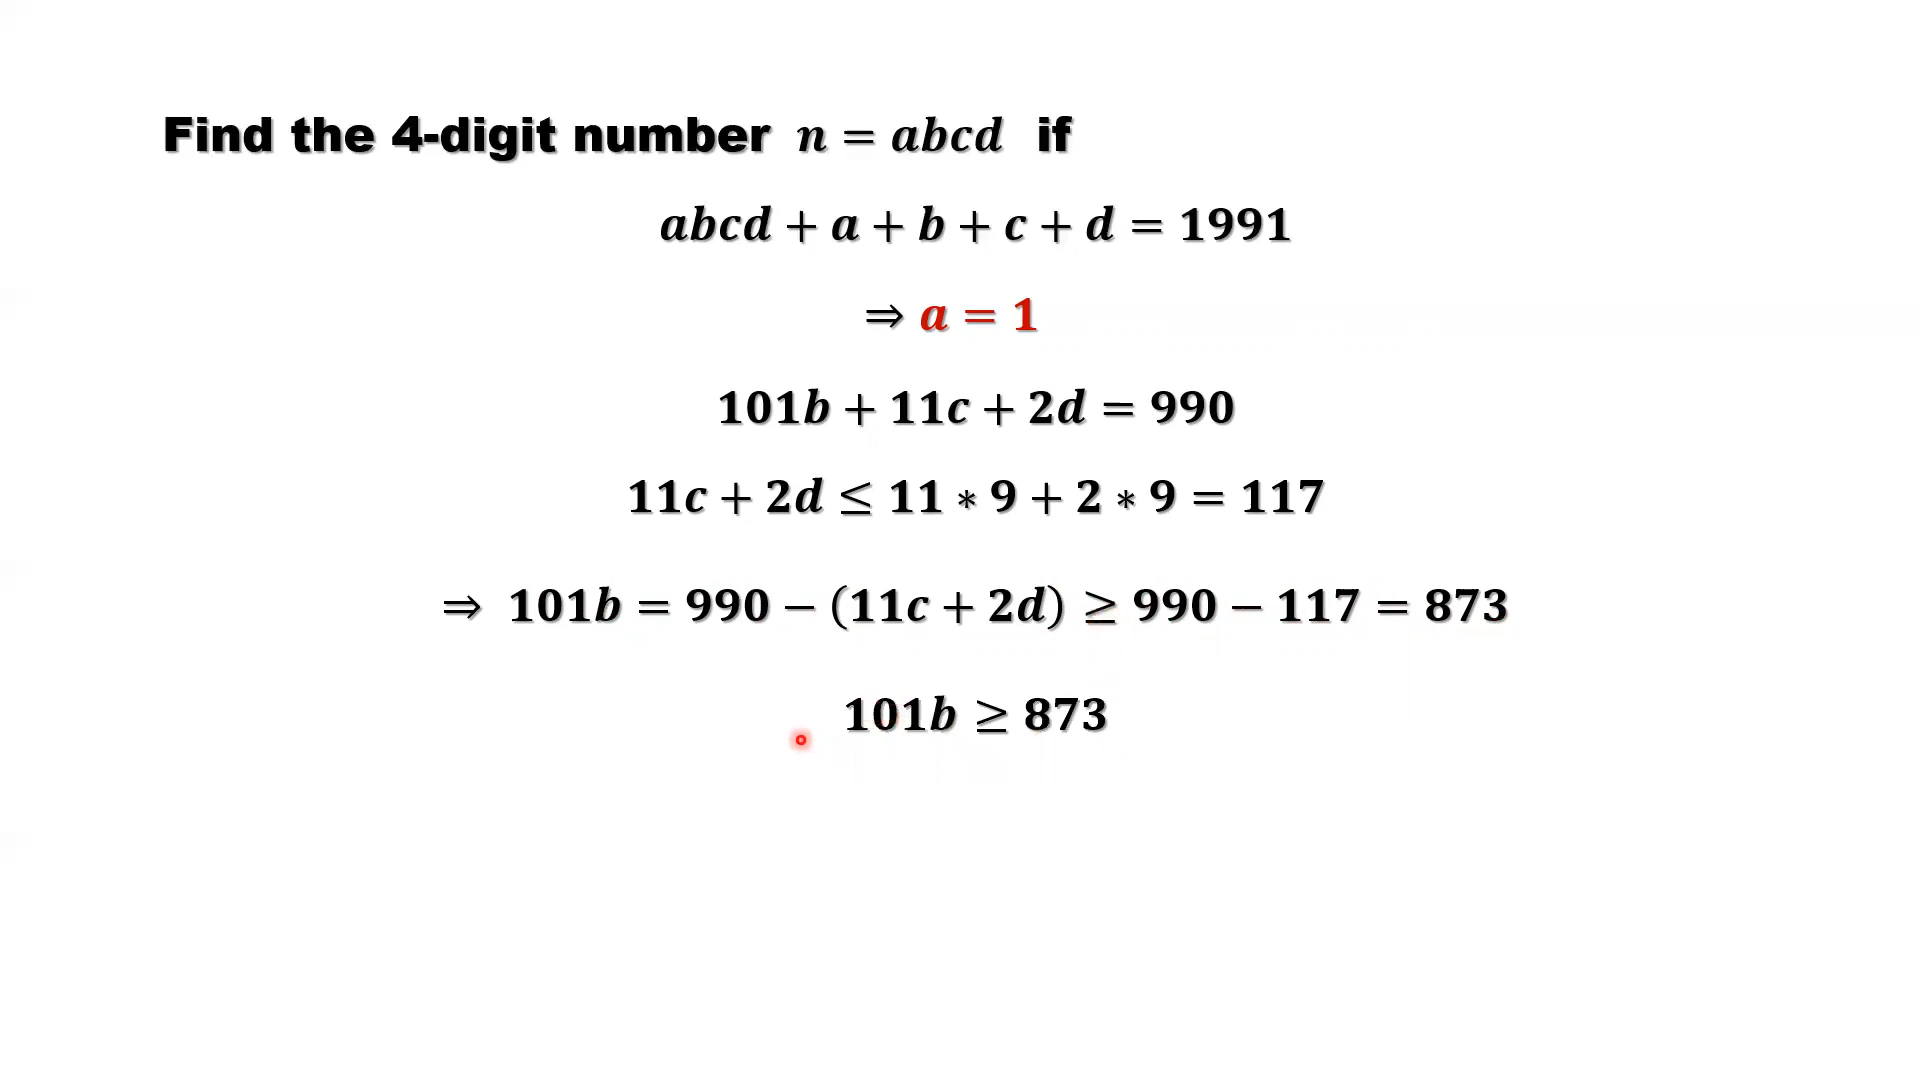 Find the 4-digit number n = abcd if
abcd + a + b + c + d = 1991
⇒ a = 1
101b + 11c + 2d = 990
11c + 2d ≤ 11 ∗ 9 + 2 ∗ 9 = 117
⇒ 101b = 990 − (11c + 2d) ≥ 990 − 117 = 873
101b ≥ 873